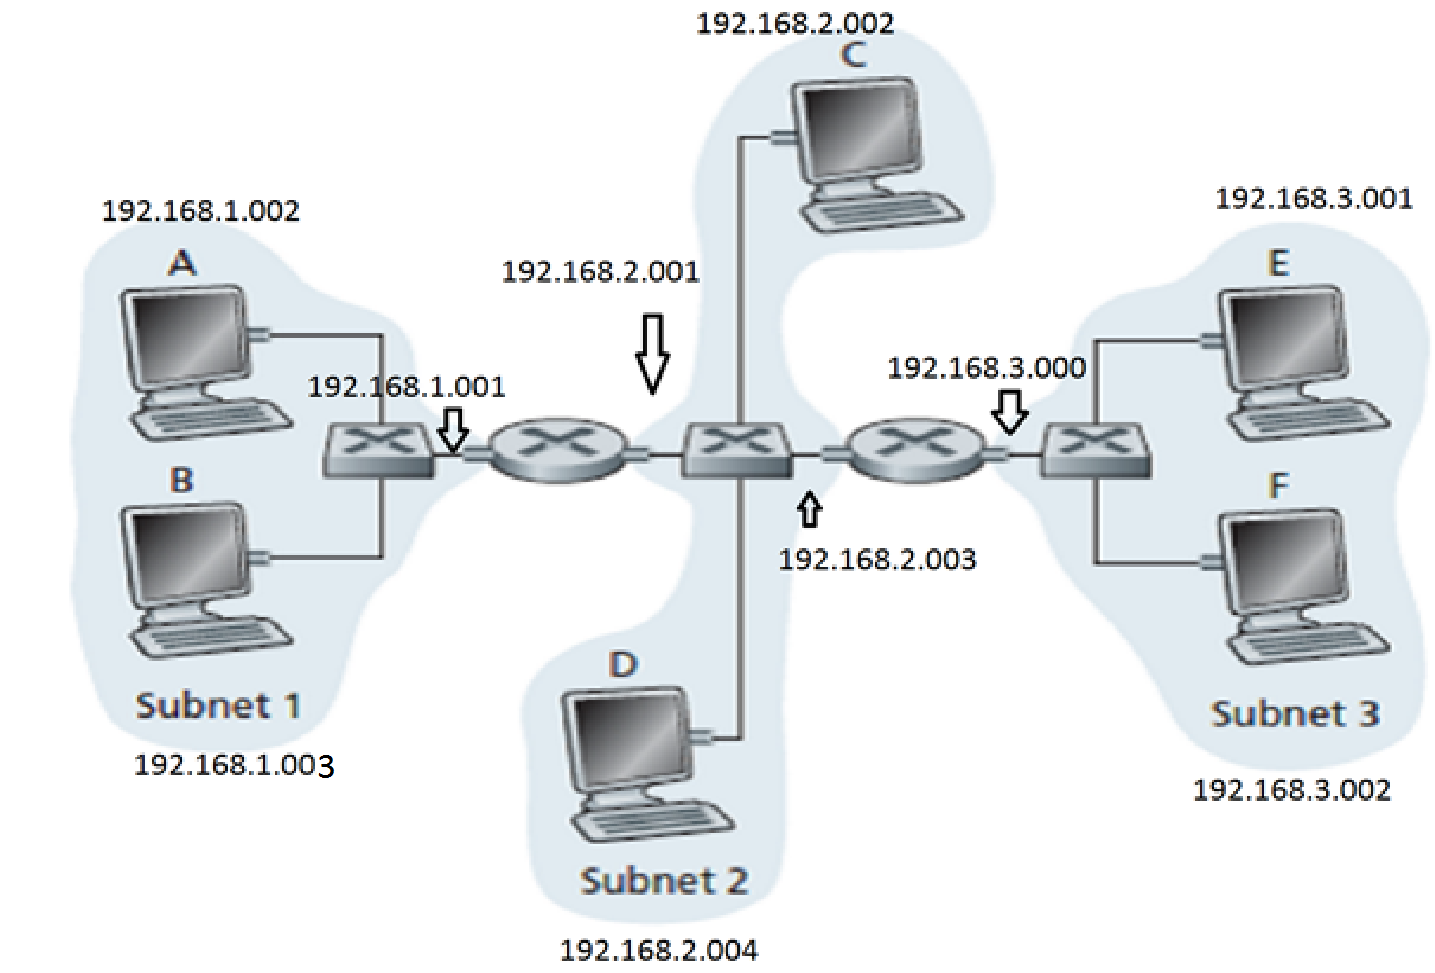 192.168.2.002
C
192.168.1.002
192.168.3.001
A
E
192.168.2.001
192.168.3.000
192.168.1.001
B
F
192.168.2.003
D
Subnet 1
Subnet 3
192.168.1.003
192.168.3.002
Subnet 2
192.168.2.004